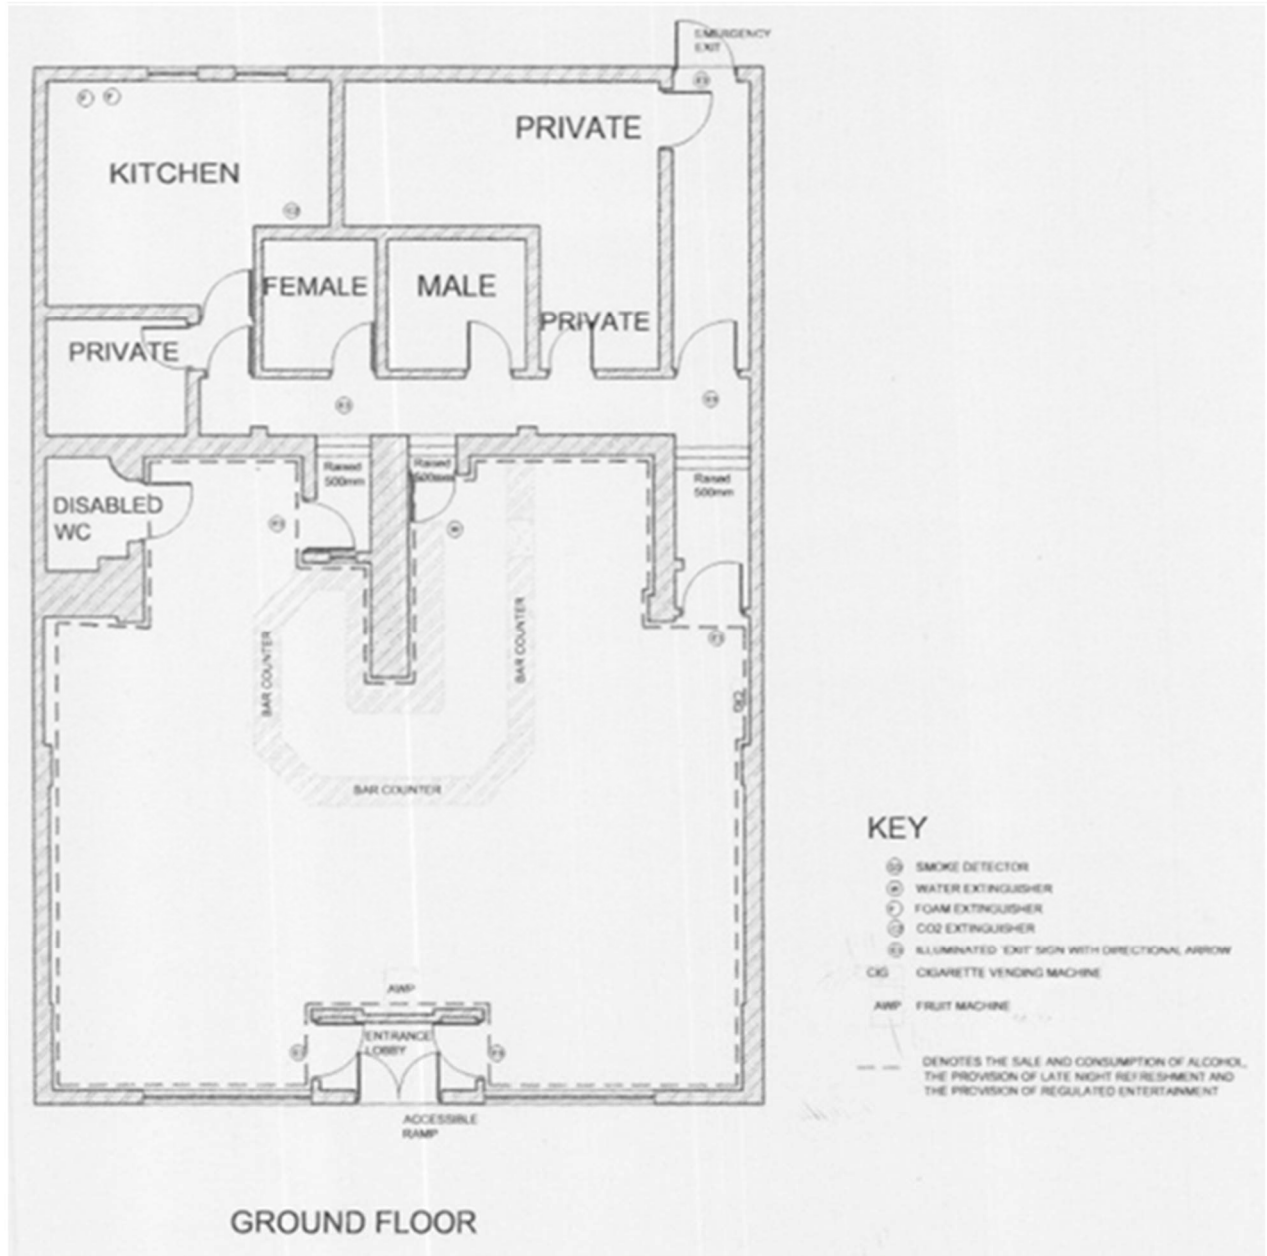 EMERGENCY
EXIT
PRIVATE
KITCHEN
FEMALE
MALE
PRIVATE
PRIVATE
Raised
500mm
Raised
500mm
Raised
500mm
DISABLED
WC
BAR COUNTER
BAR COUNTER
BAR COUNTER
AWP
ENTRANCE
LOBBY
ACCESSIBLE
RAMP
KEY
SMOKE DETECTOR
WATER EXTINGUISHER
FOAM EXTINGUISHER
CO2 EXTINGUISHER
ILLUMINATED 'EXIT' SIGN WITH DIRECTIONAL ARROW
CIG CIGARETTE VENDING MACHINE
AWP FRUIT MACHINE
DENOTES THE SALE AND CONSUMPTION OF ALCOHOL,
THE PROVISION OF LATE NIGHT REFRESHMENT AND
THE PROVISION OF REGULATED ENTERTAINMENT
GROUND FLOOR